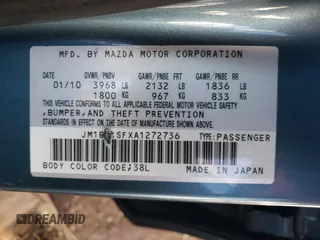 MFD. BY MAZDA MOTOR CORPORATION
GVWR/PNBV GAWR/PNBE FRT GAWR/PNBE RR
01/10 3968 LB 2132 LB 1836 LB
1800 KG 967 KG 833 KG
THIS VEHICLE CONFORMS TO ALL APPLICABLE FEDERAL MOTOR VEHICLE SAFETY
,BUMPER,AND THEFT PREVENTION
STANDARDS IN EFFECT ON THE DATE OF MANUFACTURE SHOWN ABOVE.
TYPE:PASSENGER
BODY COLOR CODE;38L MADE IN JAPAN
DREAMBID